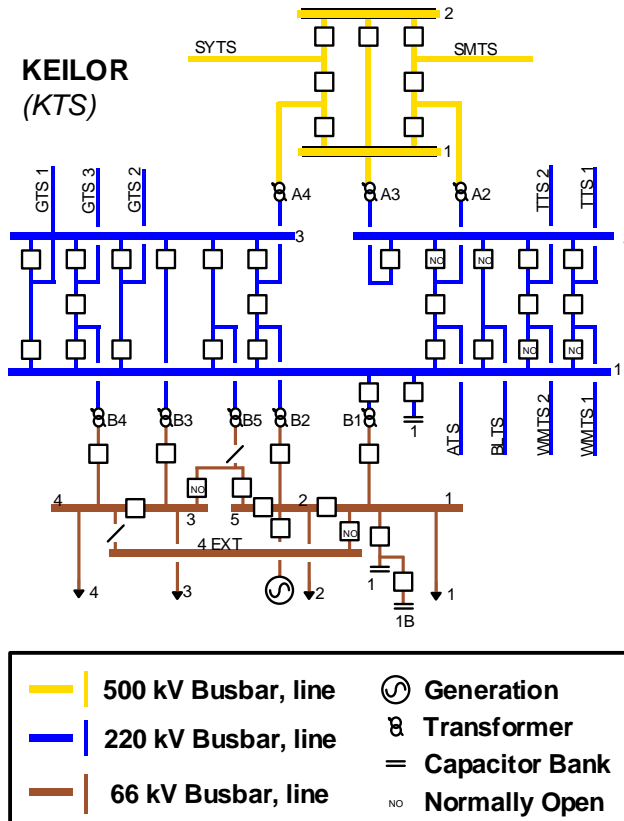 2
SYTS
SMTS
KEILOR
(KTS)
1
A4
A3
A2
GTS 1
GTS 3
GTS 2
TTS 2
TTS 1
3
NO
NO
NO
NO
1
B4
B3
B5
B2
B1
1
ATS
BLTS
WMTS 2
WMTS 1
NO
4
3
5
2
1
NO
4 EXT
4
3
2
1
1
1B
500 kV Busbar, line
220 kV Busbar, line
66 kV Busbar, line
Generation
Transformer
Capacitor Bank
NO
Normally Open